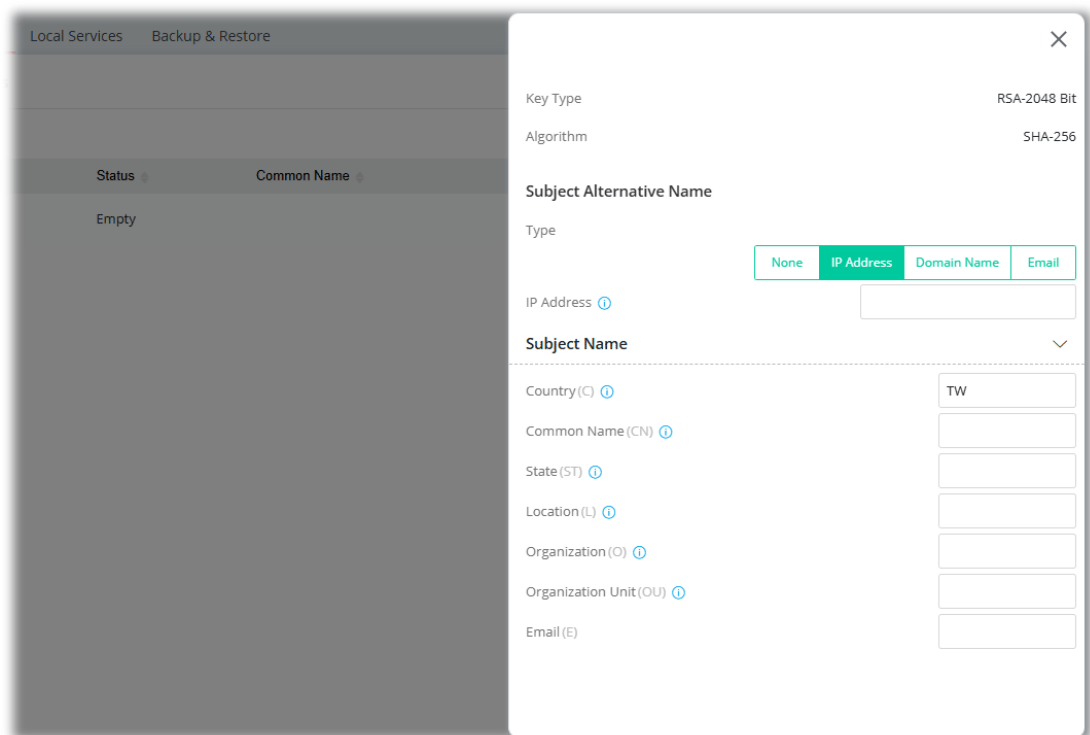 Local Services Backup & Restore
Key Type RSA-2048 Bit
Algorithm SHA-256
Status Common Name
Subject Alternative Name
Empty
Type
None IP Address Domain Name Email
IP Address
Subject Name
Country (C) TW
Common Name (CN)
State (ST)
Location (L)
Organization (O)
Organization Unit (OU)
Email (E)